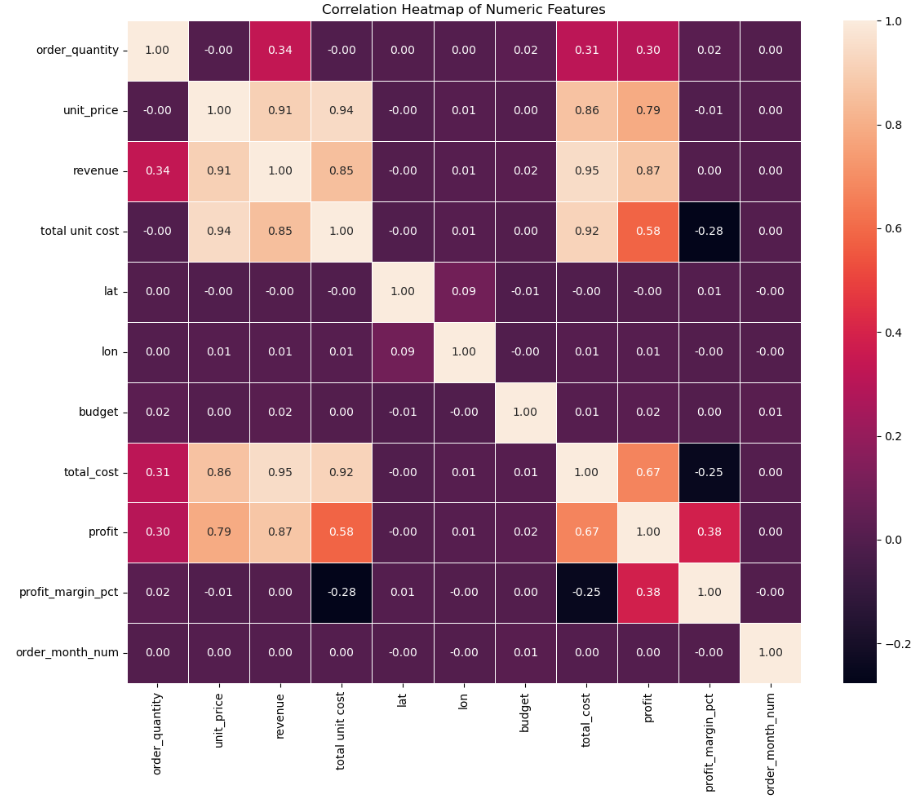 Correlation Heatmap of Numeric Features
order_quantity 1.00 -0.00 0.34 -0.00 0.00 0.00 0.02 0.31 0.30 0.02 0.00
unit_price -0.00 1.00 0.91 0.94 -0.00 0.01 0.00 0.86 0.79 -0.01 0.00
revenue 0.34 0.91 1.00 0.85 -0.00 0.01 0.02 0.95 0.87 0.00 0.00
total unit cost -0.00 0.94 0.85 1.00 -0.00 0.01 0.00 0.92 0.58 -0.28 0.00
lat 0.00 -0.00 -0.00 -0.00 1.00 0.09 -0.01 -0.00 -0.00 0.01 -0.00
lon 0.00 0.01 0.01 0.01 0.09 1.00 -0.00 0.01 0.01 -0.00 -0.00
budget 0.02 0.00 0.02 0.00 -0.01 -0.00 1.00 0.01 0.02 0.00 0.01
total_cost 0.31 0.86 0.95 0.92 -0.00 0.01 0.01 1.00 0.67 -0.25 0.00
profit 0.30 0.79 0.87 0.58 -0.00 0.01 0.02 0.67 1.00 0.38 0.00
profit_margin_pct 0.02 -0.01 0.00 -0.28 0.01 -0.00 0.00 -0.25 0.38 1.00 -0.00
order_month_num 0.00 0.00 0.00 0.00 -0.00 -0.00 0.01 0.00 0.00 -0.00 1.00
order_quantity
unit_price
revenue
total unit cost
lat
lon
budget
total_cost
profit
profit_margin_pct
order_month_num
1.0
0.8
0.6
0.4
0.2
0.0
−0.2